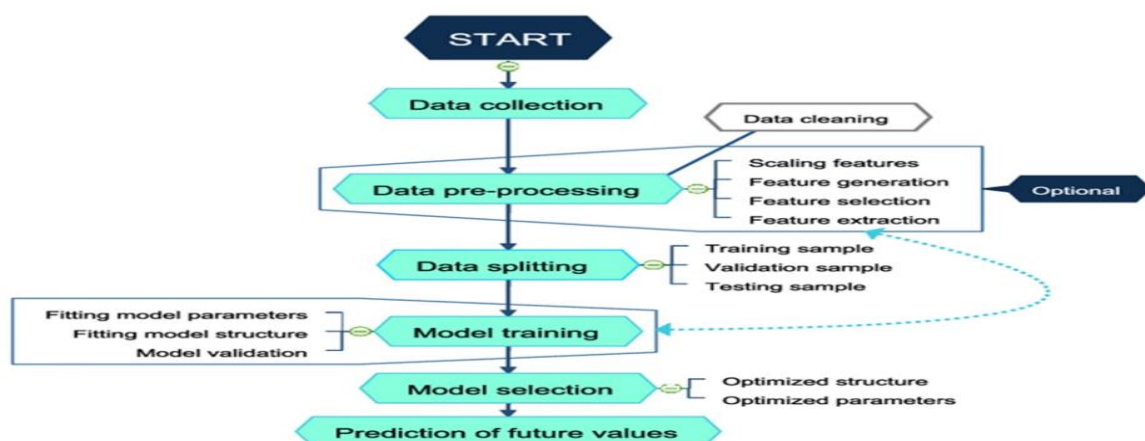 START
Data collection
Data cleaning
Data pre-processing
Scaling features
Feature generation
Feature selection
Feature extraction
Optional
Data splitting
Training sample
Validation sample
Testing sample
Fitting model parameters
Fitting model structure
Model validation
Model training
Model selection
Optimized structure
Optimized parameters
Prediction of future values